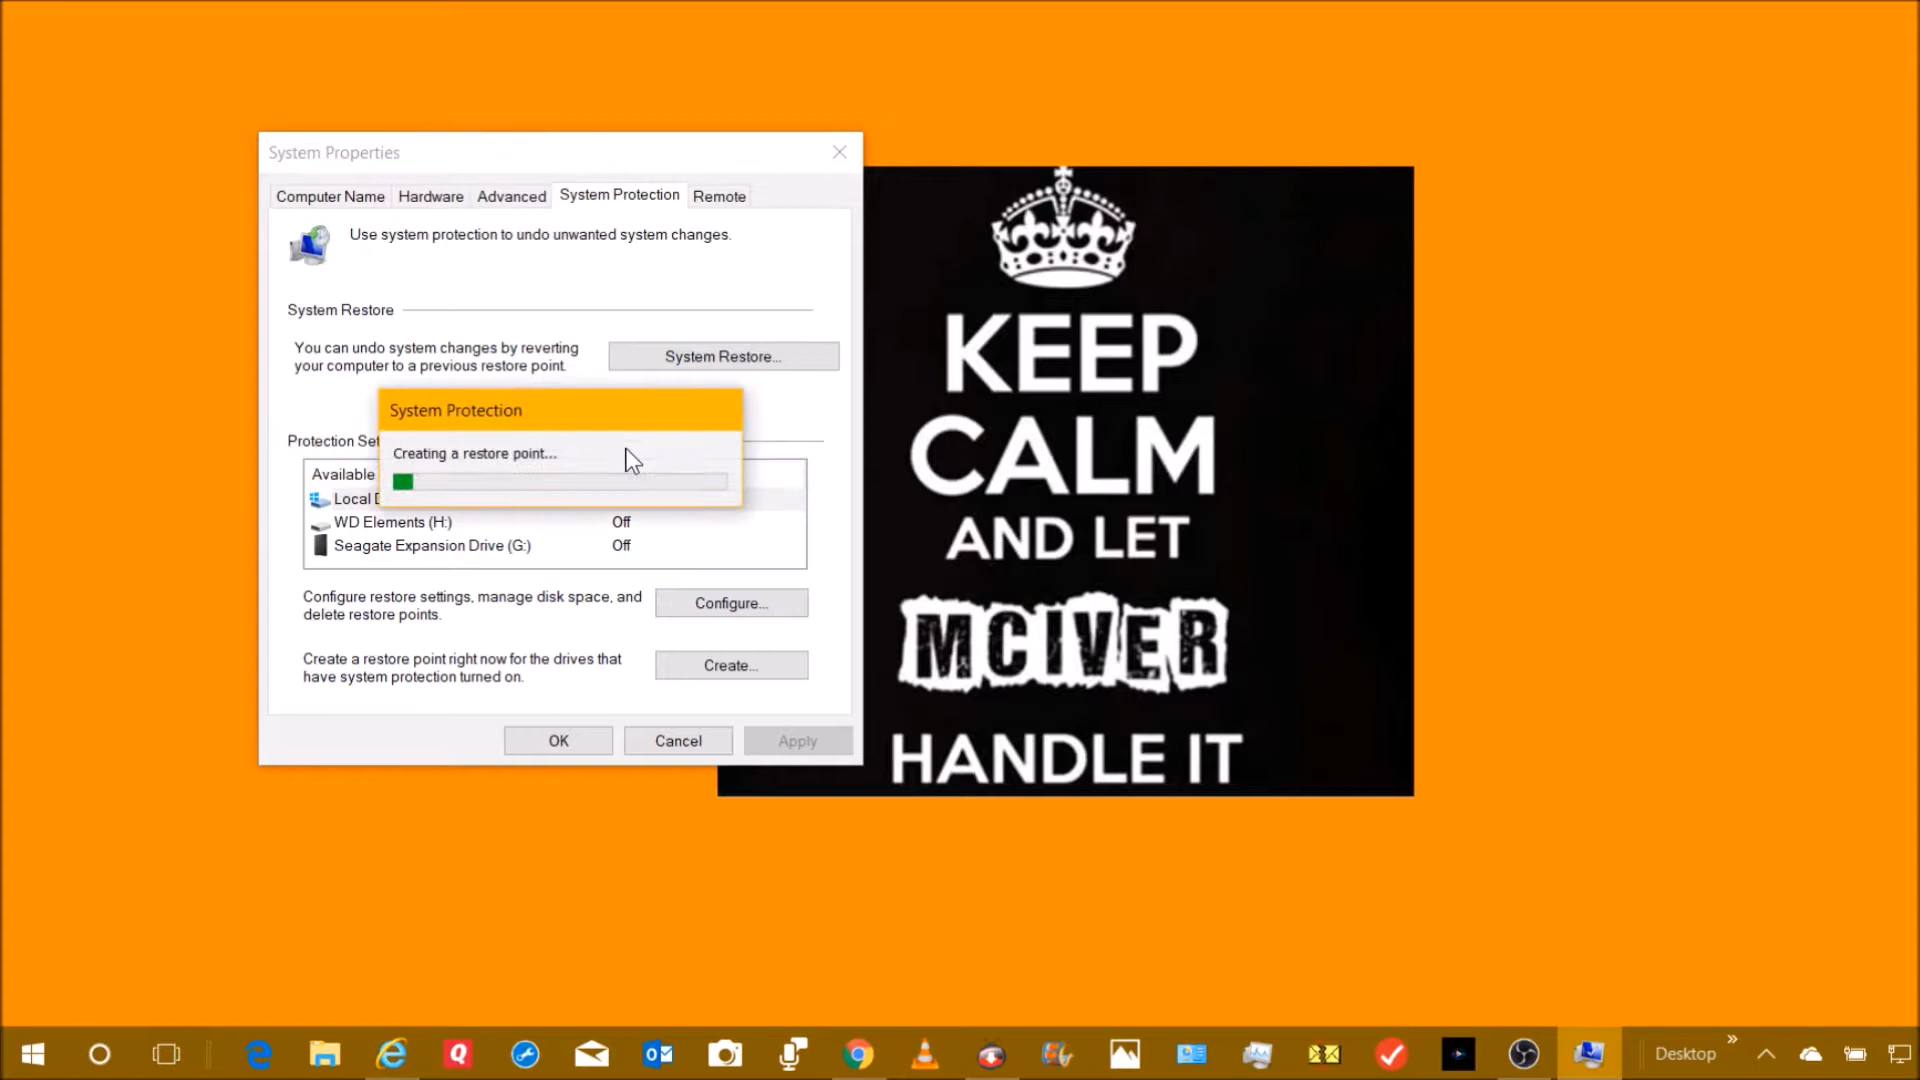 System Properties
Computer Name
Hardware
Advanced
System Protection
Remote
Use system protection to undo unwanted system changes.
System Restore
You can undo system changes by reverting
your computer to a previous restore point.
System Restore...
System Protection
Creating a restore point...
Protection Set
Available
Local D
WD Elements (H:)
Off
Seagate Expansion Drive (G:)
Off
Configure restore settings, manage disk space, and
delete restore points.
Configure...
Create a restore point right now for the drives that
have system protection turned on.
Create...
OK
Cancel
Apply
KEEP
CALM
AND LET
MCIVER
HANDLE IT
Desktop